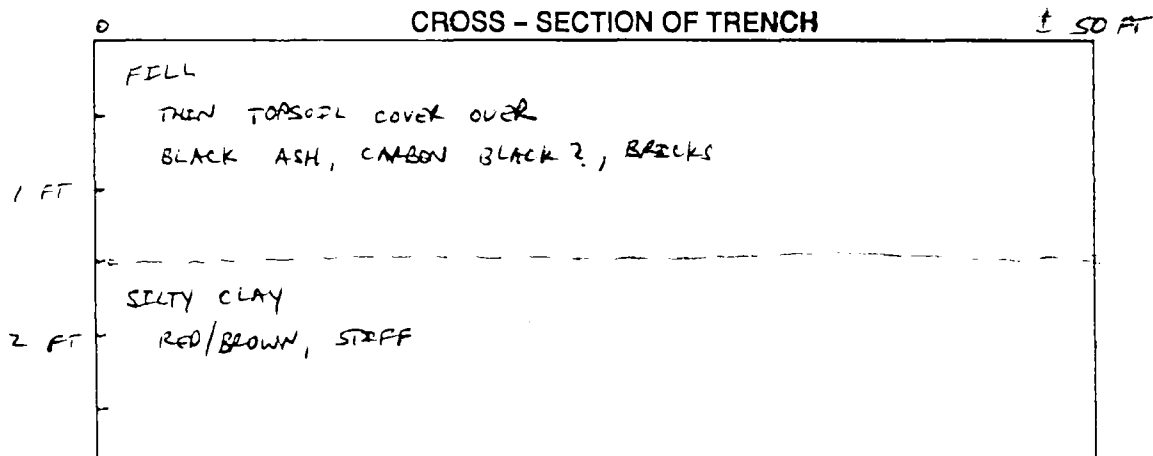 0 CROSS – SECTION OF TRENCH ± 50 FT
FILL
THIN TOPSOIL COVER OVER
BLACK ASH, CARBON BLACK?, BRICKS
1 FT
SILTY CLAY
2 FT RED/BROWN, STIFF